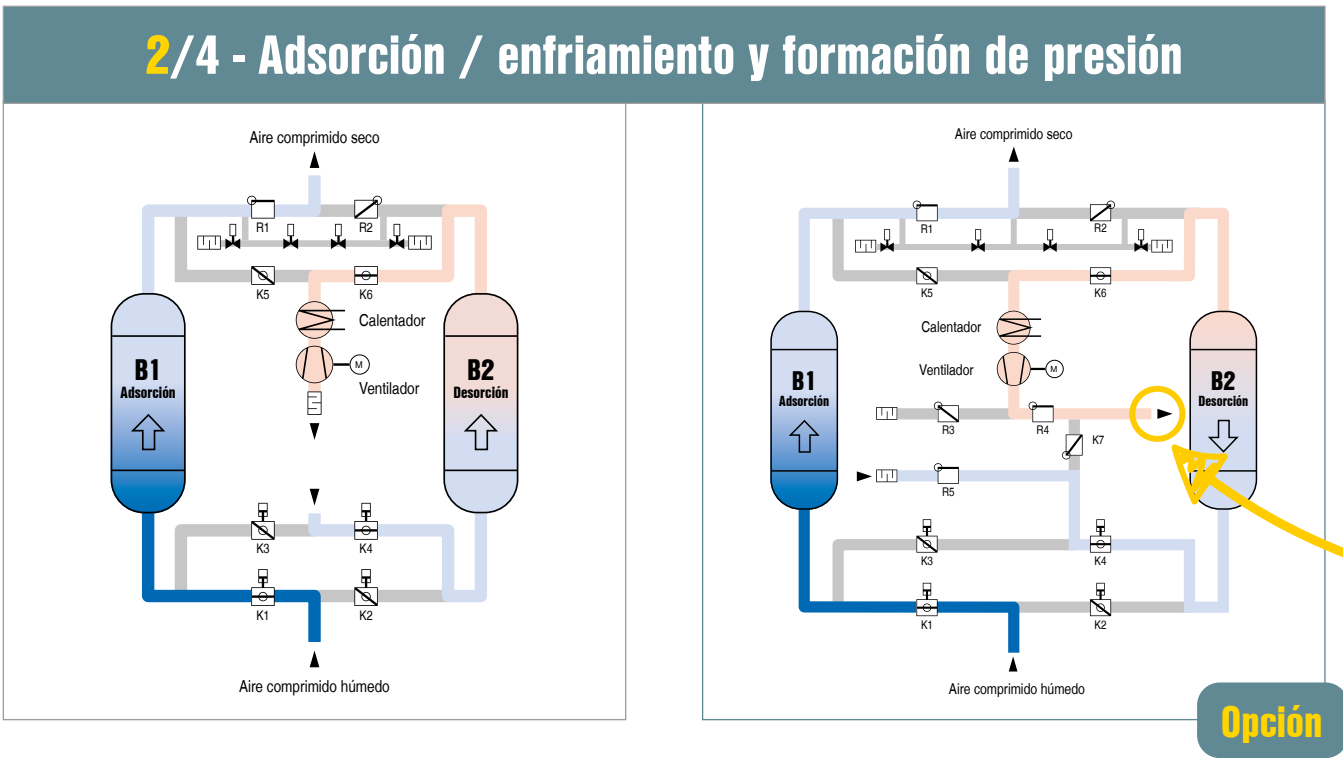 2/4 - Adsorción / enfriamiento y formación de presión
Aire comprimido seco
R1
R2
K5
K6
Calentador
M
Ventilador
B1
Adsorción
B2
Desorción
K3
K4
K1
K2
Aire comprimido húmedo
Aire comprimido seco
R1
R2
K5
K6
Calentador
Ventilador
M
B1
Adsorción
B2
Desorción
R3
R4
K7
R5
K3
K4
K1
K2
Aire comprimido húmedo
Opción